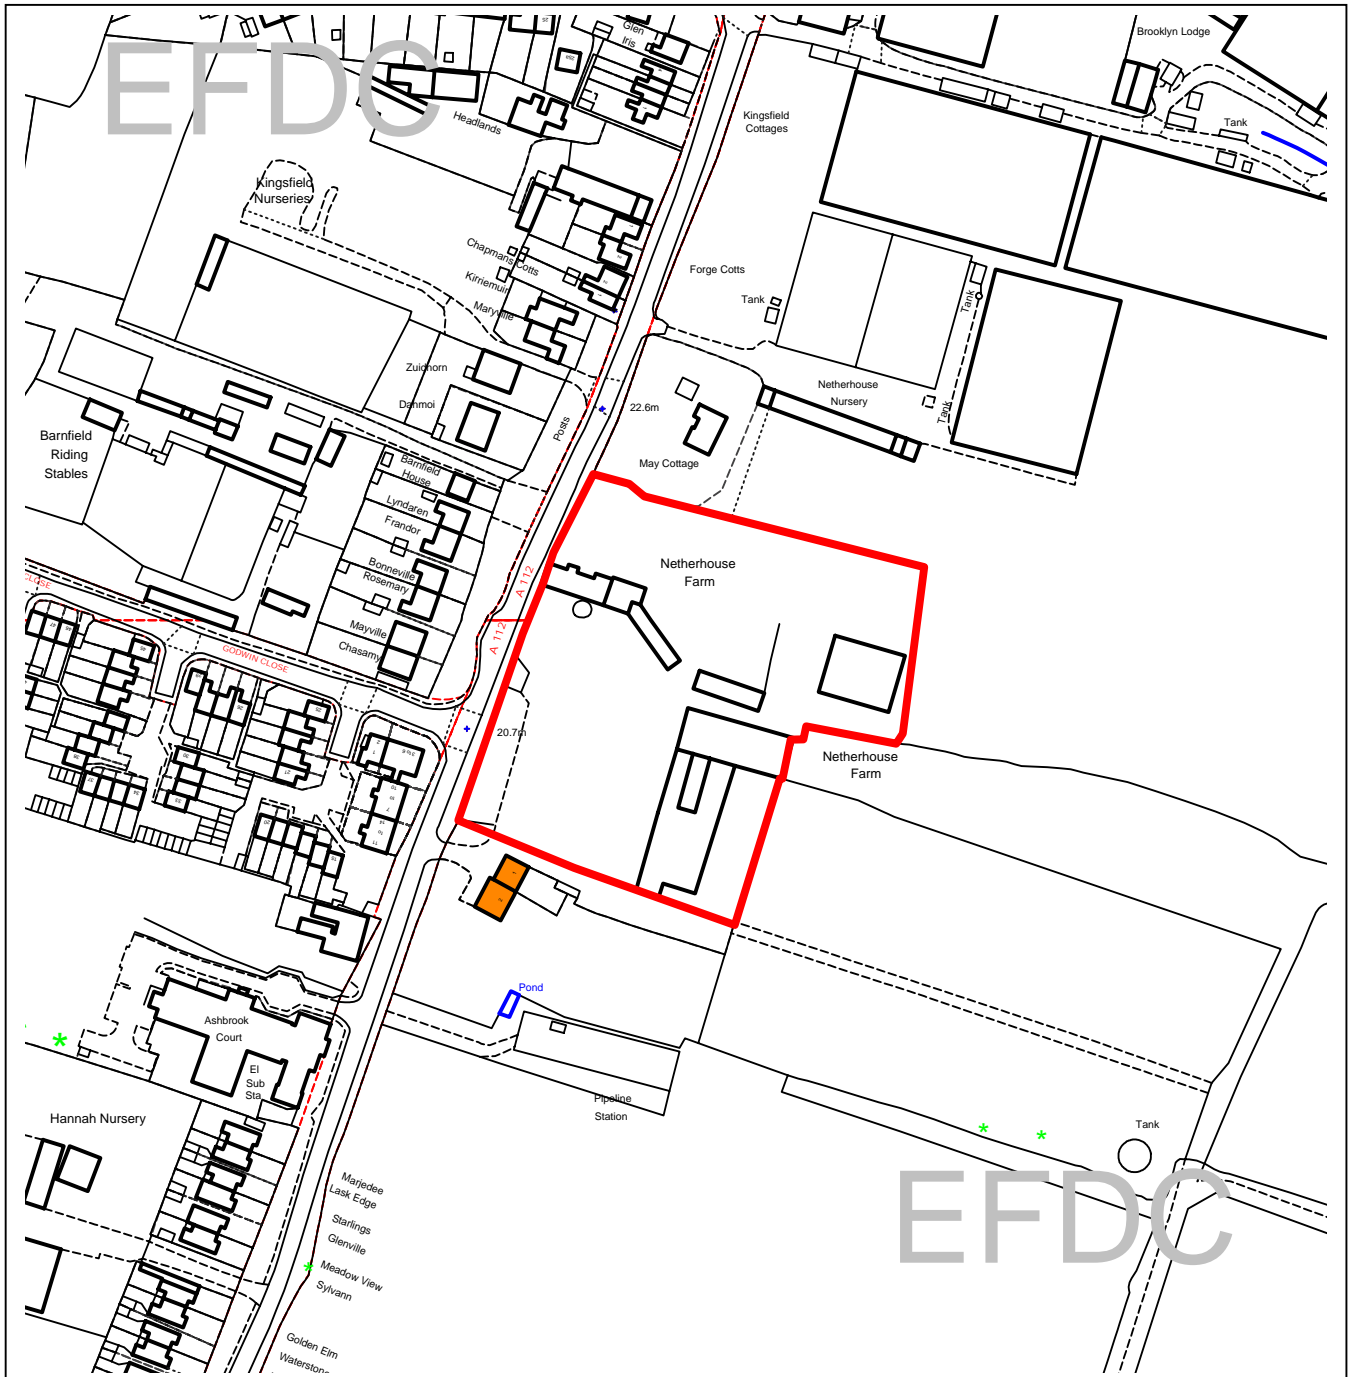 EFDC
Glen
Iris
Brooklyn Lodge
Headlands
Kingsfield
Cottages
Tank
Kingsfield
Nurseries
Chapmans Cotts
Kirriemuir
Maryville
Forge Cotts
Tank
Tank
Zuidhorn
Danmoi
Posts
22.6m
Netherhouse
Nursery
Tank
Barnfield
Riding
Stables
Barnfield
House
Lyndaren
Frandor
Bonneville
Rosemary
Mayville
Chasamy
May Cottage
Netherhouse
Farm
A 112
A 112
CLOSE
GODWIN CLOSE
20.7m
Netherhouse
Farm
Pond
Ashbrook
Court
El
Sub
Sta
Hannah Nursery
Pipeline
Station
Tank
Marjedee
Lask Edge
Starlings
Glenville
Meadow View
Sylvann
Golden Elm
EFDC